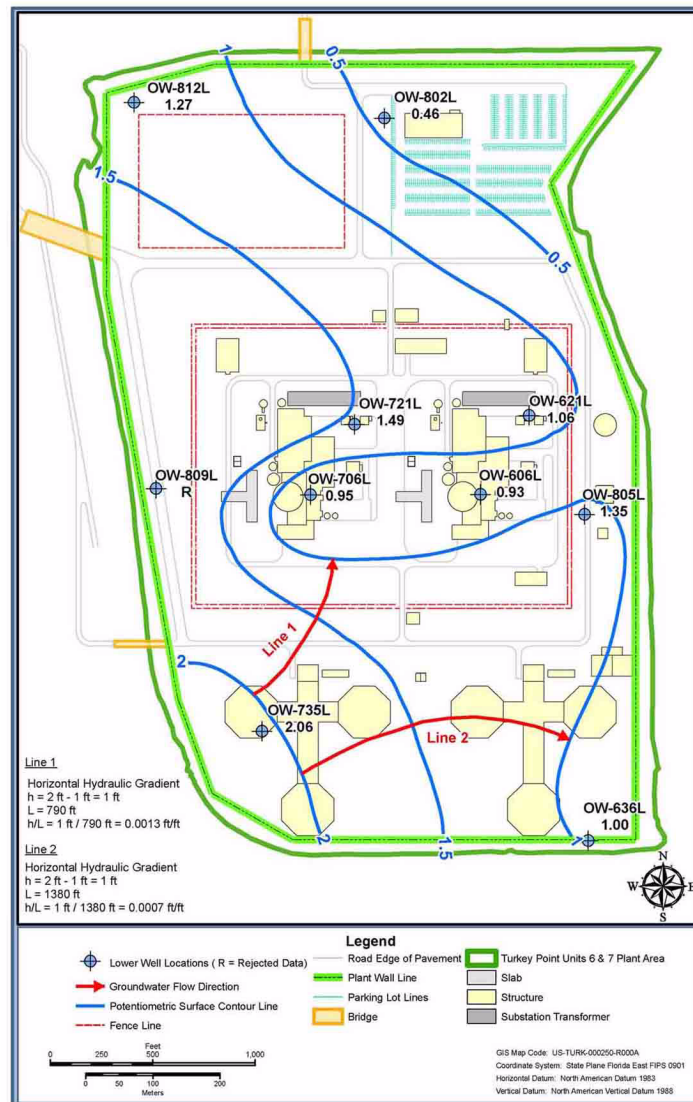 1
0.5
OW-812L
1.27
OW-802L
0.46
1.5
0.5
OW-721L
1.49
OW-621L
1.06
OW-809L
R
OW-706L
0.95
OW-606L
0.93
OW-805L
1.35
Line 1
2
OW-735L
2.06
Line 2
Line 1
Horizontal Hydraulic Gradient
h = 2 ft - 1 ft = 1 ft
L = 790 ft
h/L = 1 ft / 790 ft = 0.0013 ft/ft
Line 2
Horizontal Hydraulic Gradient
h = 2 ft - 1 ft = 1 ft
L = 1380 ft
h/L = 1 ft / 1380 ft = 0.0007 ft/ft
OW-636L
1.00
2
1.5
1
N
W E
S
Legend
Lower Well Locations ( R = Rejected Data)
Groundwater Flow Direction
Potentiometric Surface Contour Line
Fence Line
Road Edge of Pavement
Plant Wall Line
Parking Lot Lines
Bridge
Turkey Point Units 6 & 7 Plant Area
Slab
Structure
Substation Transformer
Feet
0 250 500 1,000
0 50 100 200
Meters
GIS Map Code: US-TURK-000250-R000A
Coordinate System: State Plane Florida East FIPS 0901
Horizontal Datum: North American Datum 1983
Vertical Datum: North American Vertical Datum 1988